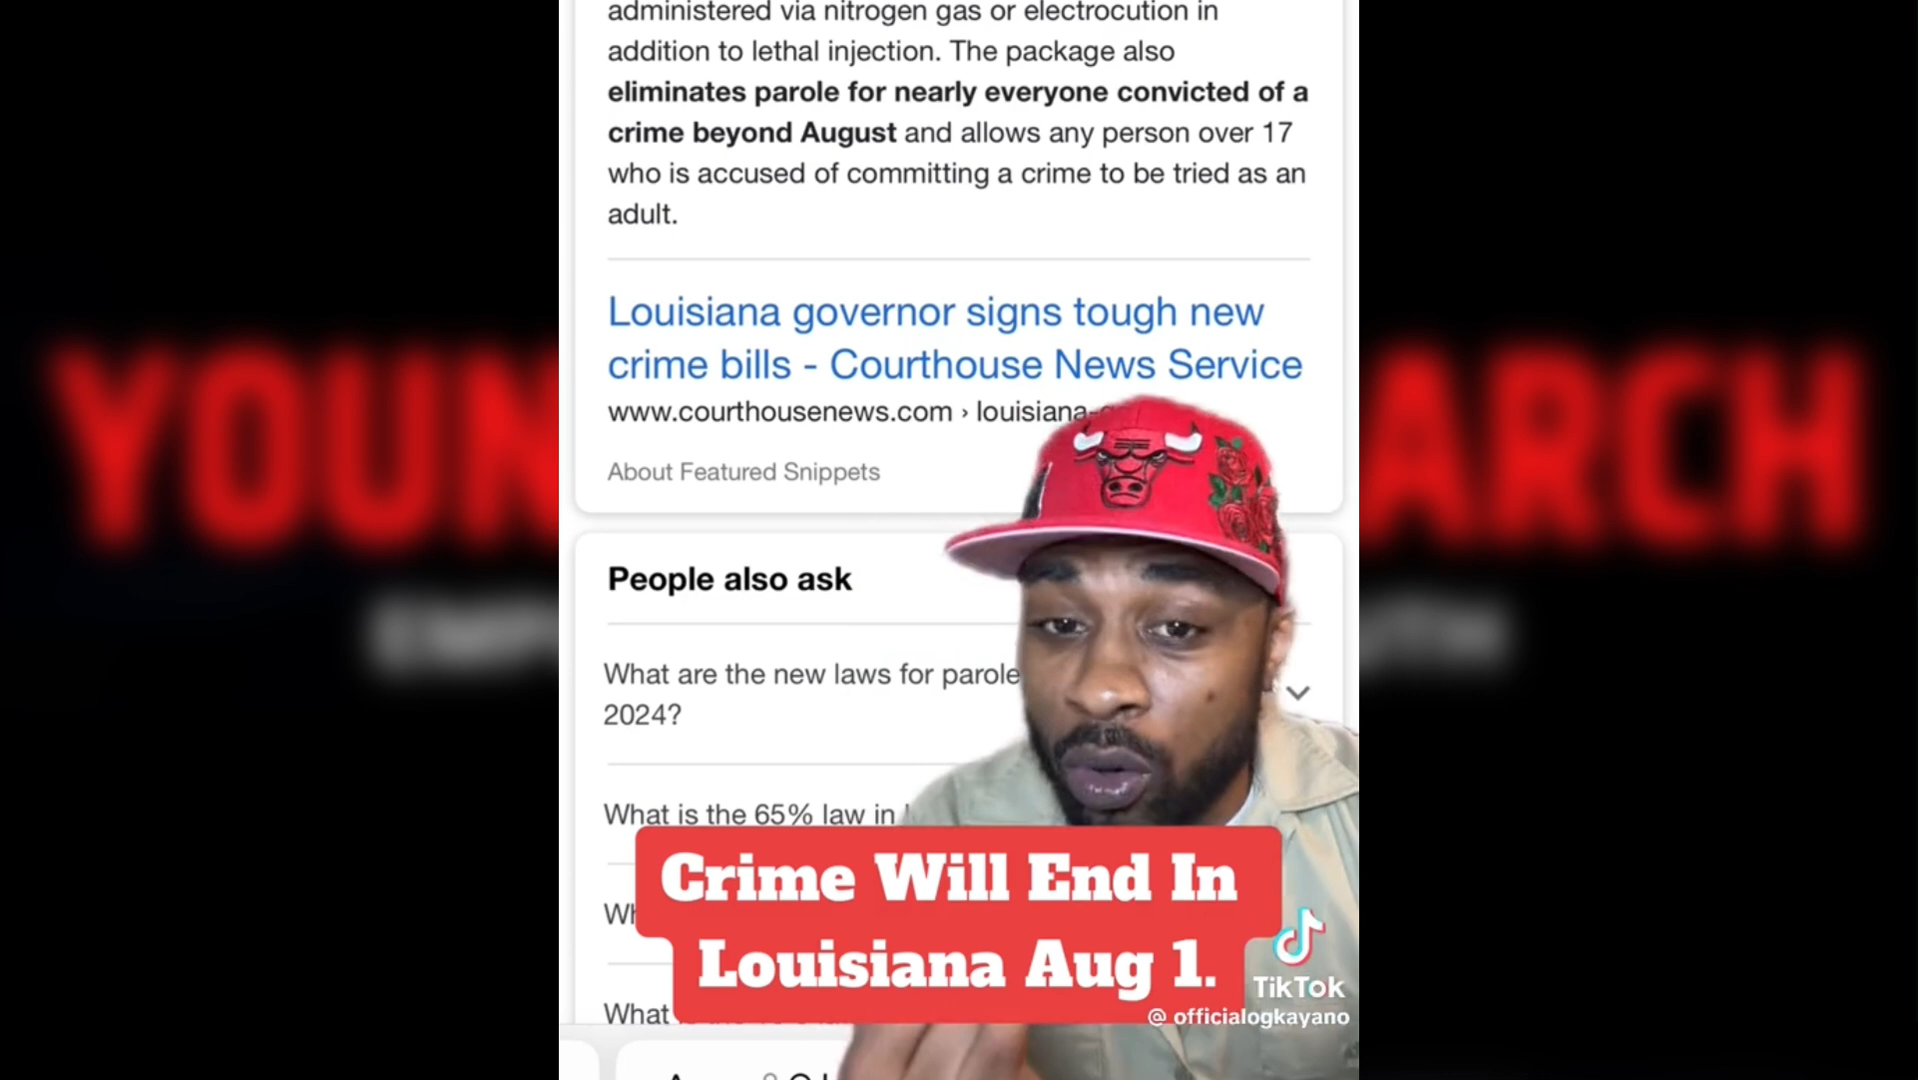 administered via nitrogen gas or electrocution in
addition to lethal injection. The package also
eliminates parole for nearly everyone convicted of a
crime beyond August and allows any person over 17
who is accused of committing a crime to be tried as an
adult.
Louisiana governor signs tough new
crime bills - Courthouse News Service
www.courthousenews.com › louisiana-
About Featured Snippets
People also ask
What are the new laws for parole
2024?
What is the 65% law in
Crime Will End In
Louisiana Aug 1.
What
TikTok
@ officialogkayano
YOUN
ARCH